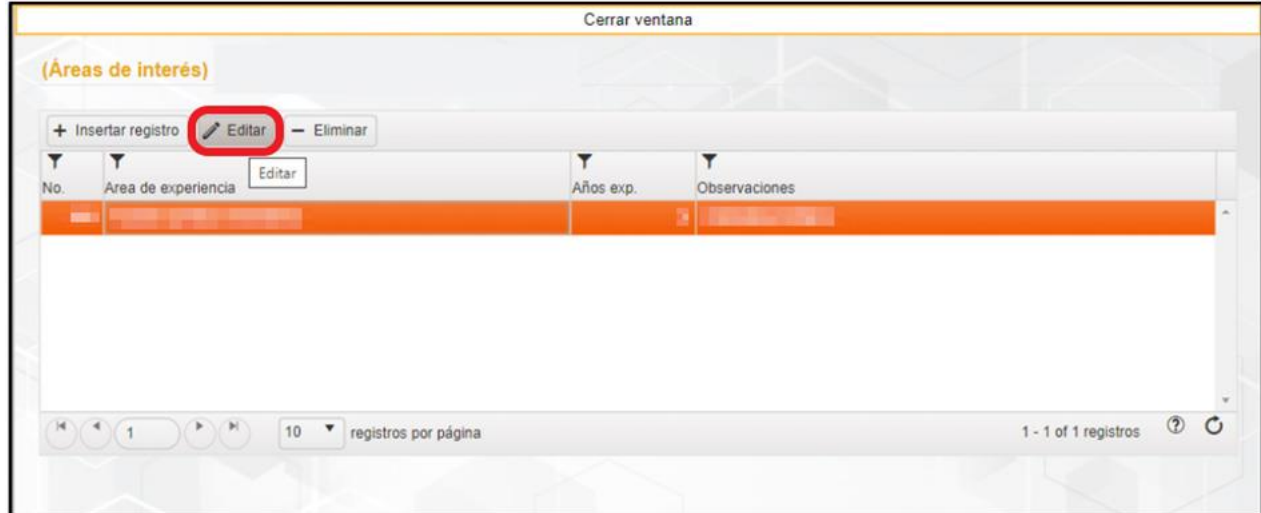 Cerrar ventana
(Áreas de interés)
+ Insertar registro Editar − Eliminar
Editar
No. Area de experiencia Años exp. Observaciones
1 10 registros por página 1 - 1 of 1 registros ?